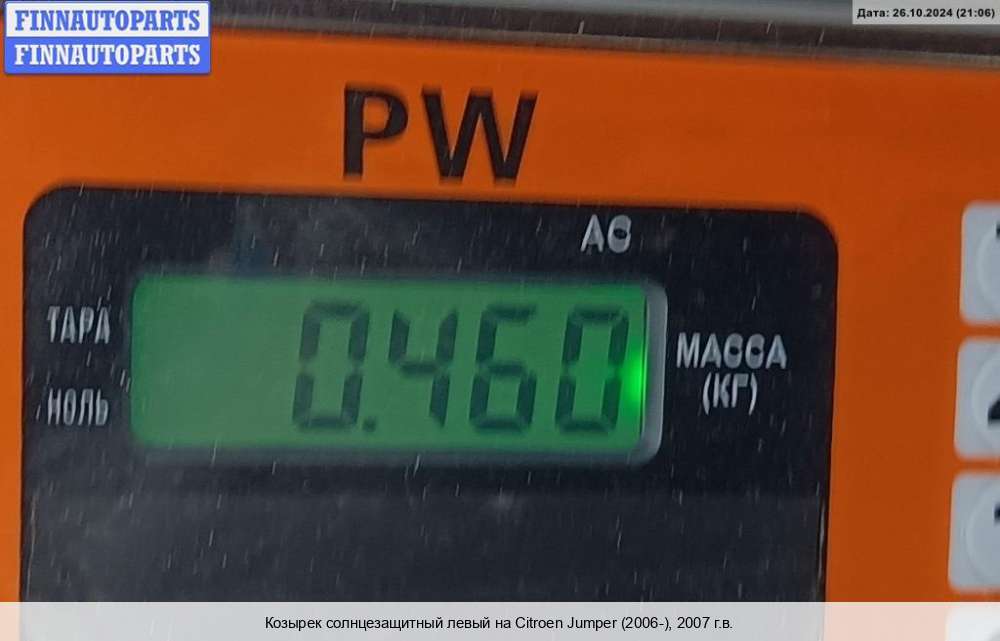 FINNAUTOPARTS
FINNAUTOPARTS
Дата: 26.10.2024 (21:06)
PW
AC
ТАРА
0.460
МАССА
(КГ)
НОЛЬ
Козырек солнцезащитный левый на Citroen Jumper (2006-), 2007 г.в.